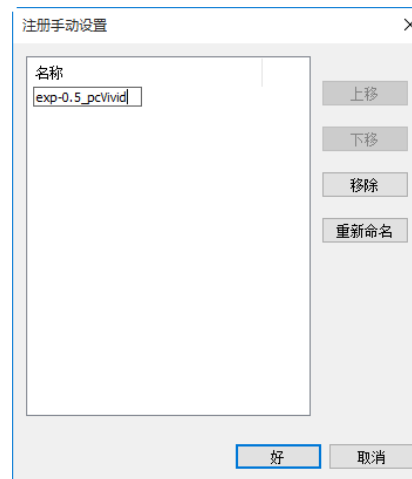 注册手动设置
名称
exp-0.5_pcVivid
上移
下移
移除
重新命名
好
取消